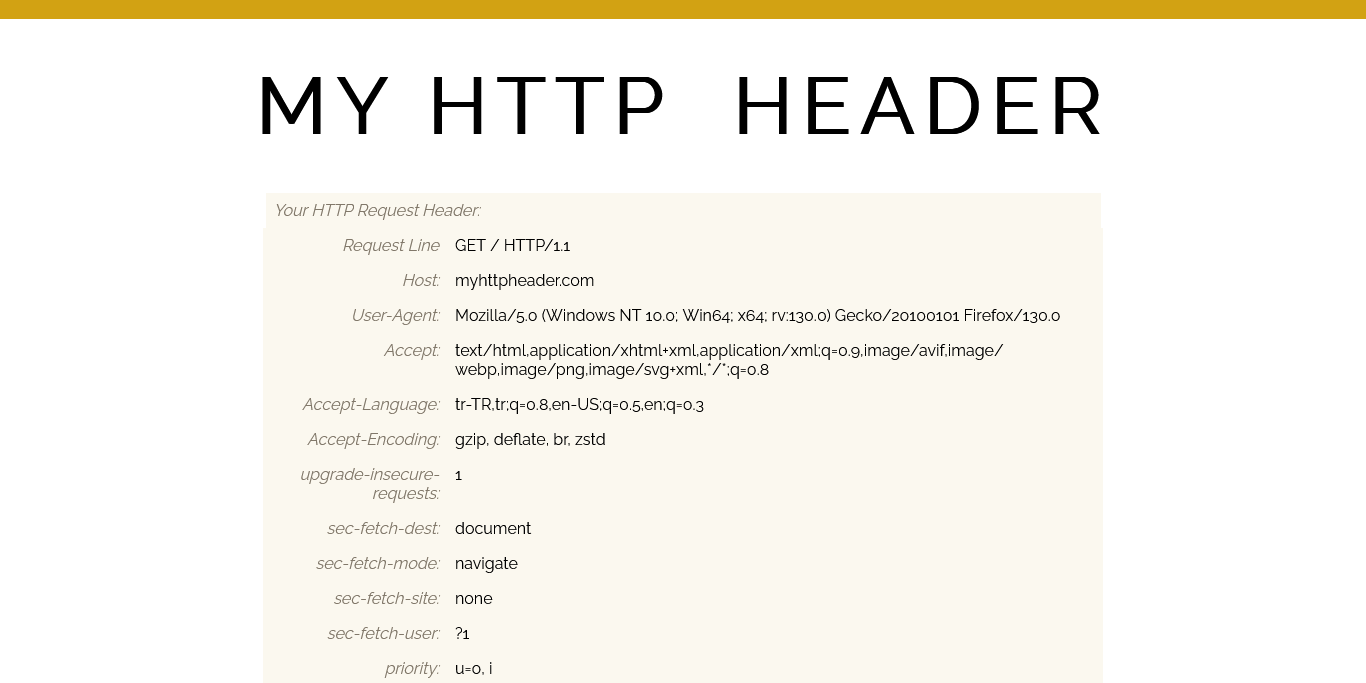 MY HTTP HEADER
Your HTTP Request Header:
Request Line GET / HTTP/1.1
Host: myhttpheader.com
User-Agent: Mozilla/5.0 (Windows NT 10.0; Win64; x64; rv:130.0) Gecko/20100101 Firefox/130.0
Accept: text/html,application/xhtml+xml,application/xml;q=0.9,image/avif,image/
webp,image/png,image/svg+xml,*/*;q=0.8
Accept-Language: tr-TR,tr;q=0.8,en-US;q=0.5,en;q=0.3
Accept-Encoding: gzip, deflate, br, zstd
upgrade-insecure- 1
requests:
sec-fetch-dest: document
sec-fetch-mode: navigate
sec-fetch-site: none
sec-fetch-user: ?1
priority: u=0, i